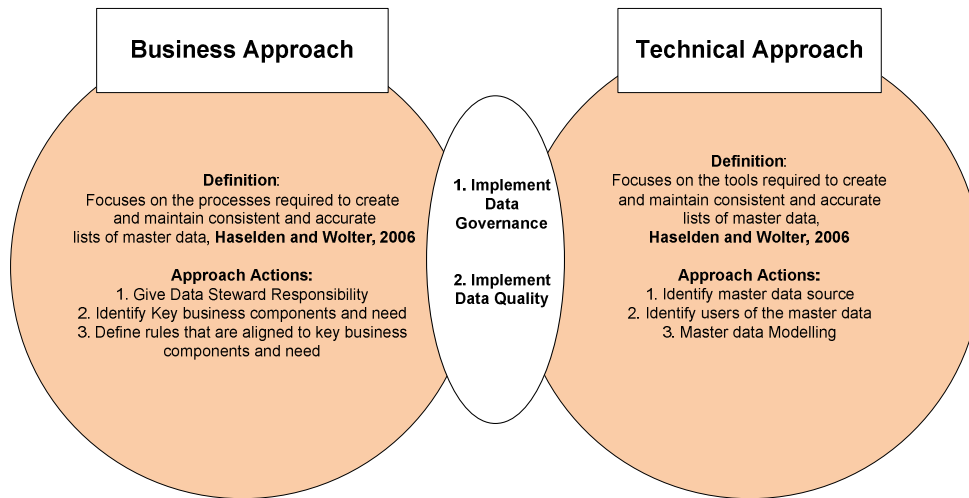 Business Approach
Technical Approach
Definition:
Focuses on the processes required to create
and maintain consistent and accurate
lists of master data, Haselden and Wolter, 2006
Approach Actions:
1. Give Data Steward Responsibility
2. Identify Key business components and need
3. Define rules that are aligned to key business
components and need
1. Implement
Data
Governance
2. Implement
Data Quality
Definition:
Focuses on the tools required to create
and maintain consistent and accurate
lists of master data,
Haselden and Wolter, 2006
Approach Actions:
1. Identify master data source
2. Identify users of the master data
3. Master data Modelling